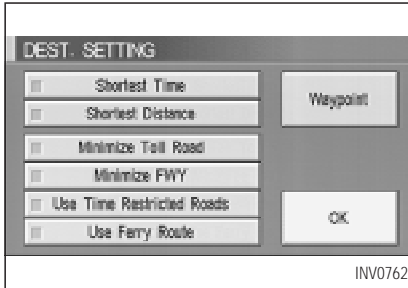 DEST. SETTING
Shortest Time
Shortest Distance
Waypoint
Minimize Toll Road
Minimize FWY
Use Time Restricted Roads
Use Ferry Route
OK
INV0762